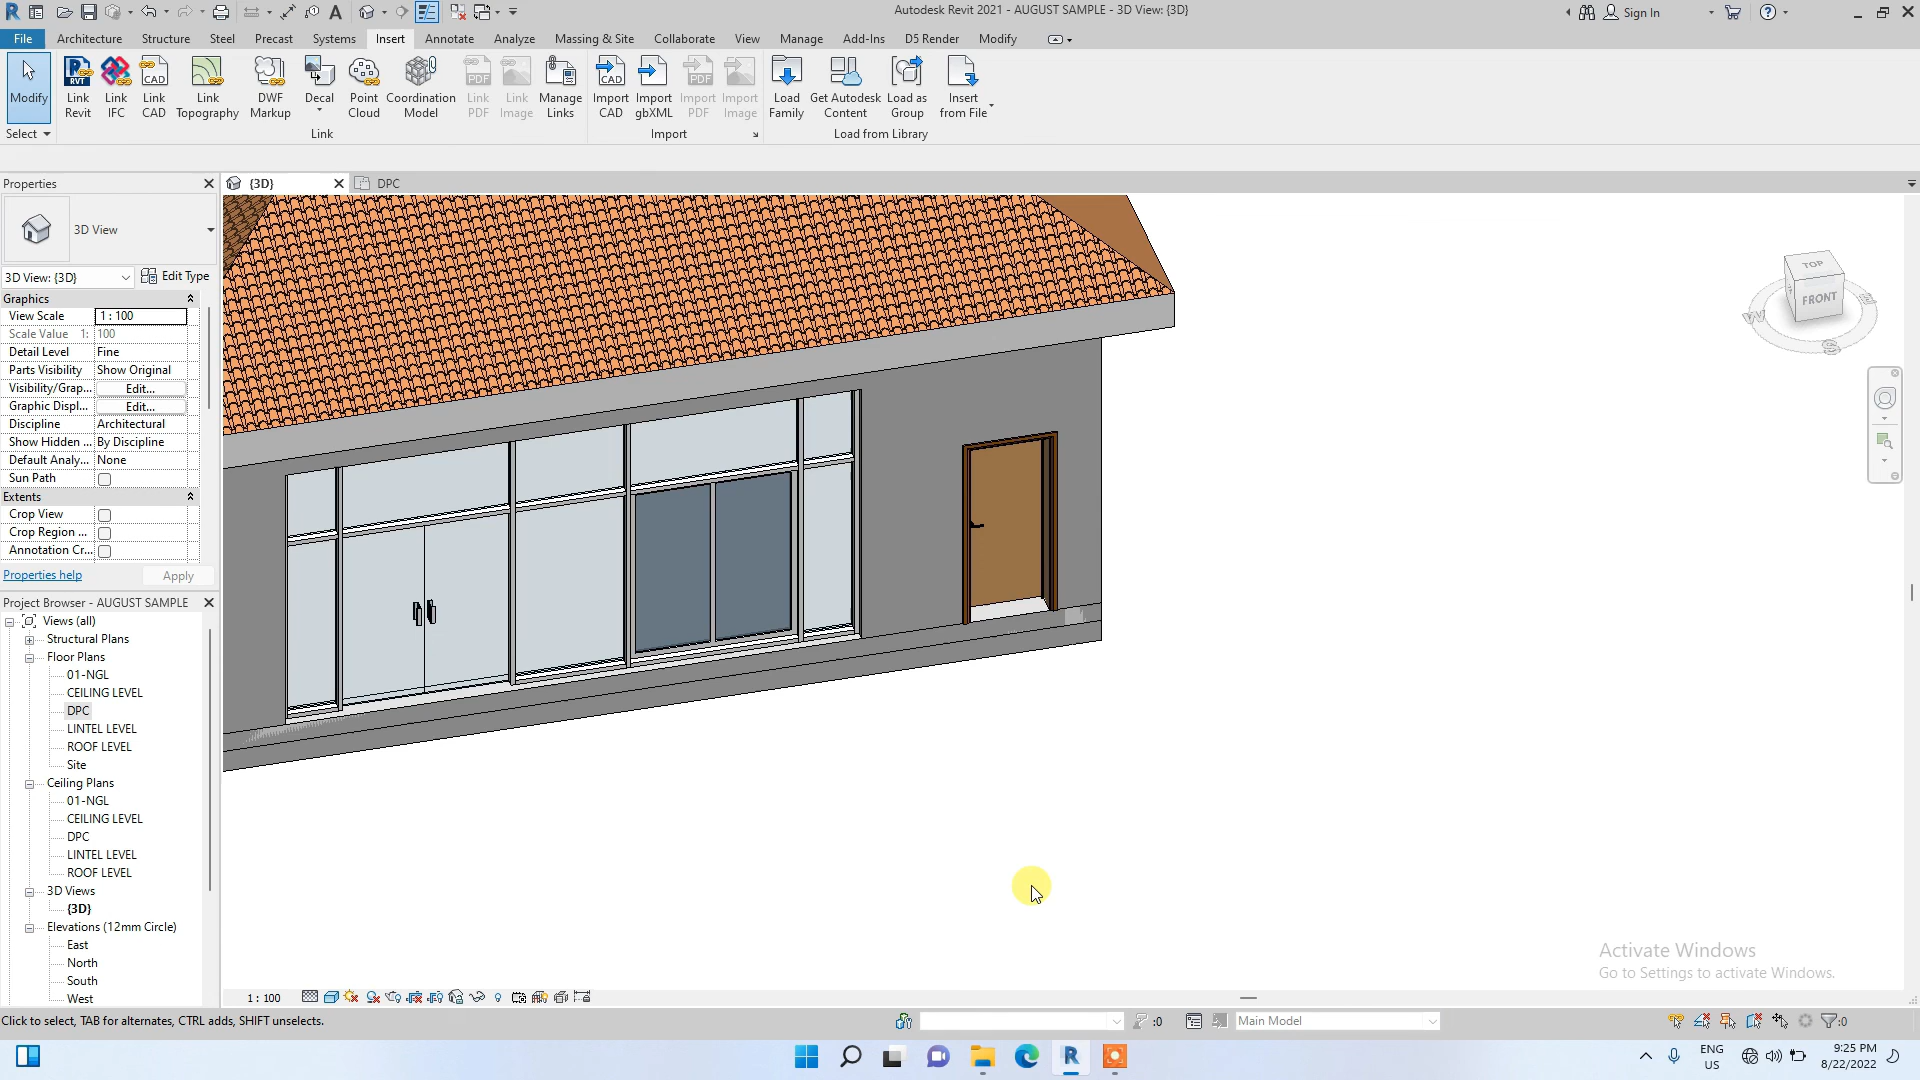 Autodesk Revit 2021 - AUGUST SAMPLE - 3D View: {3D}
Sign In
File Architecture Structure Steel Precast Systems Insert Annotate Analyze Massing & Site Collaborate View Manage Add-Ins D5 Render Modify
Modify
Link Revit
Link IFC
Link CAD
Link Topography
DWF Markup
Decal
Point Cloud
Coordination Model
Link PDF
Link Image
Manage Links
Import CAD
Import gbXML
Import PDF
Import Image
Load Family
Get Autodesk Content
Load as Group
Insert from File
Select
Link
Import
Load from Library
Properties
{3D}
DPC
3D View
3D View: {3D}
Edit Type
Graphics
View Scale 1 : 100
Scale Value 1: 100
Detail Level Fine
Parts Visibility Show Original
Visibility/Grap... Edit...
Graphic Displ... Edit...
Discipline Architectural
Show Hidden ... By Discipline
Default Analy... None
Sun Path
Extents
Crop View
Crop Region ...
Annotation Cr...
Properties help
Apply
Project Browser - AUGUST SAMPLE
Views (all)
Structural Plans
Floor Plans
01-NGL
CEILING LEVEL
DPC
LINTEL LEVEL
ROOF LEVEL
Site
Ceiling Plans
01-NGL
CEILING LEVEL
DPC
LINTEL LEVEL
ROOF LEVEL
3D Views
{3D}
Elevations (12mm Circle)
East
North
South
West
TOP
FRONT
W
S
Activate Windows
Go to Settings to activate Windows.
1 : 100
Click to select, TAB for alternates, CTRL adds, SHIFT unselects.
:0
Main Model
:0
ENG
US
9:25 PM
8/22/2022